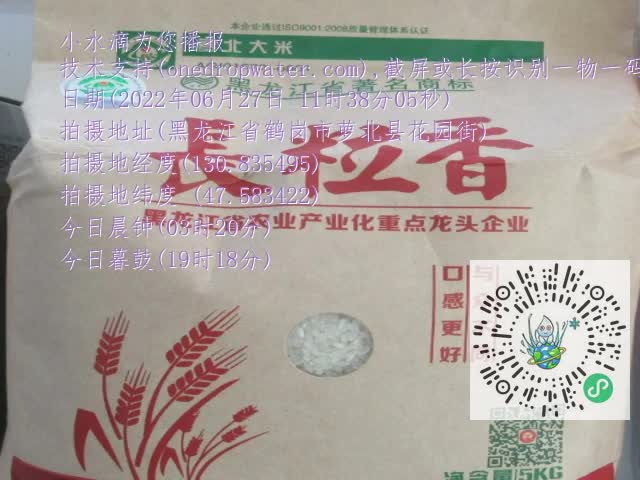 本企业通过ISO9001:2008质量管理体系认证
小水滴为您播报
北大米
技术支持(onedropwater.com),截屏或长按识别一物一码
黑龙江省著名商标
日期(2022年06月27日 11时38分05秒)
拍摄地址(黑龙江省鹤岗市萝北县花园街)
長粒香
拍摄地经度(130.835495)
拍摄地纬度 (47.583422)
黑龙江省农业产业化重点龙头企业
今日晨钟(03时20分)
今日暮鼓(19时18分)
口感更好
与
净含量 5KG